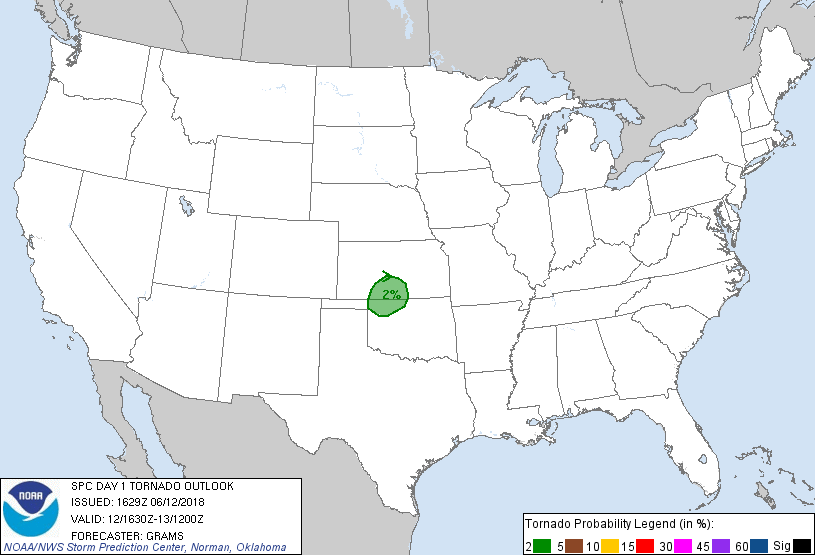 2%
NOAA
SPC DAY 1 TORNADO OUTLOOK
ISSUED: 1629Z 06/12/2018
VALID: 12/1630Z-13/1200Z
FORECASTER: GRAMS
NOAA/NWS Storm Prediction Center, Norman, Oklahoma
Tornado Probability Legend (in %):
2 5 10 15 30 45 60 Sig